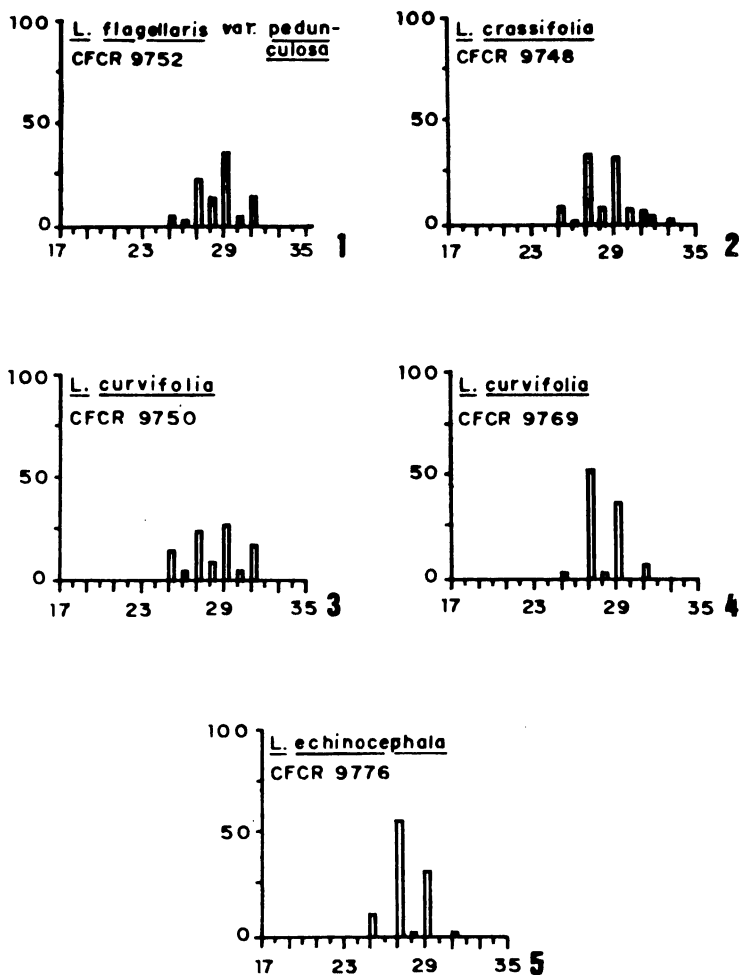 100
50
0
L. flagellaris var. pedun-
culosa
CFCR 9752
17 23 29 35
1
100
50
0
L. crassifolia
CFCR 9748
17 23 29 35
2
100
50
0
L. curvifolia
CFCR 9750
17 23 29 35
3
100
50
0
L. curvifolia
CFCR 9769
17 23 29 35
4
100
50
0
L. echinocephala
CFCR 9776
17 23 29 35
5